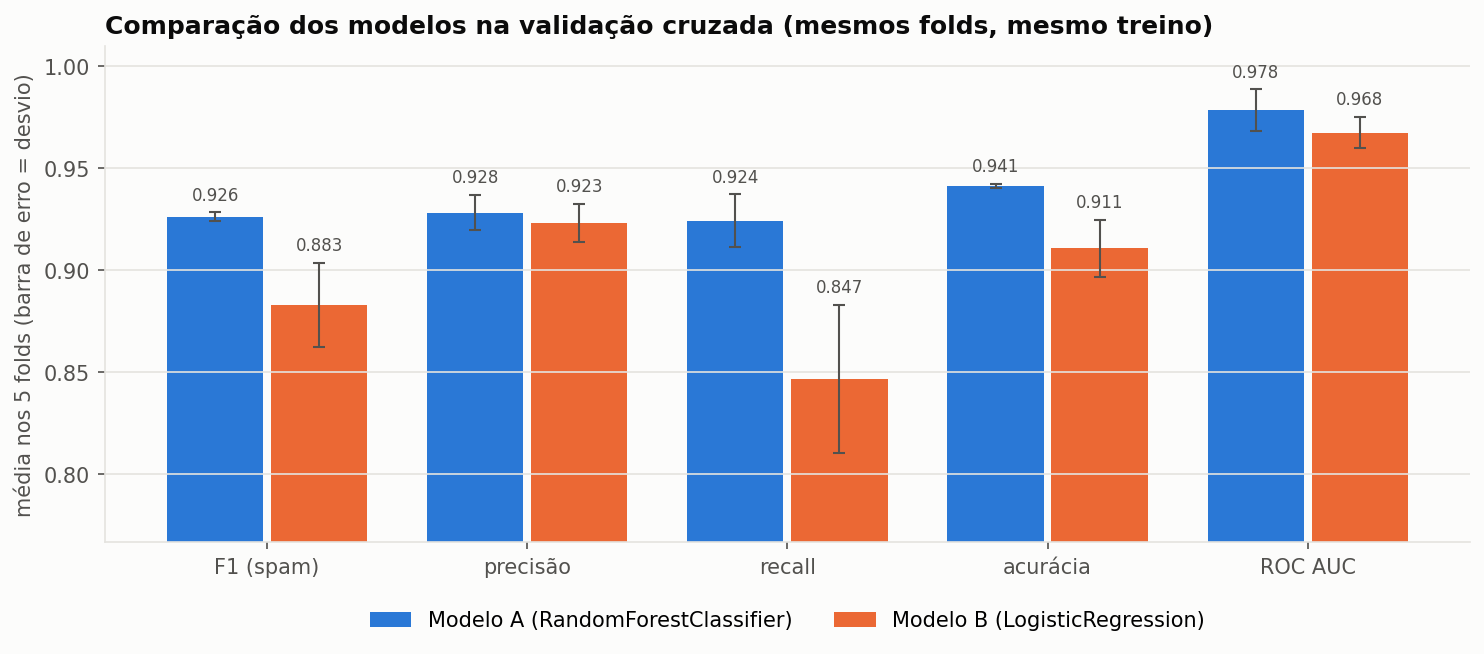 Comparação dos modelos na validação cruzada (mesmos folds, mesmo treino)
média nos 5 folds (barra de erro = desvio)
1.00
0.95
0.90
0.85
0.80
0.926
0.883
0.928
0.923
0.924
0.847
0.941
0.911
0.978
0.968
F1 (spam)
precisão
recall
acurácia
ROC AUC
Modelo A (RandomForestClassifier)
Modelo B (LogisticRegression)